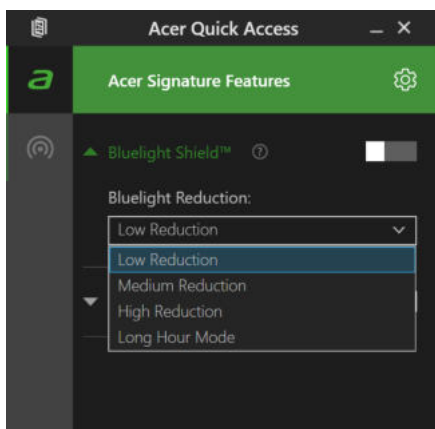 Acer Quick Access
a
Acer Signature Features
Bluelight Shield™ ?
Bluelight Reduction:
Low Reduction
Low Reduction
Medium Reduction
High Reduction
Long Hour Mode